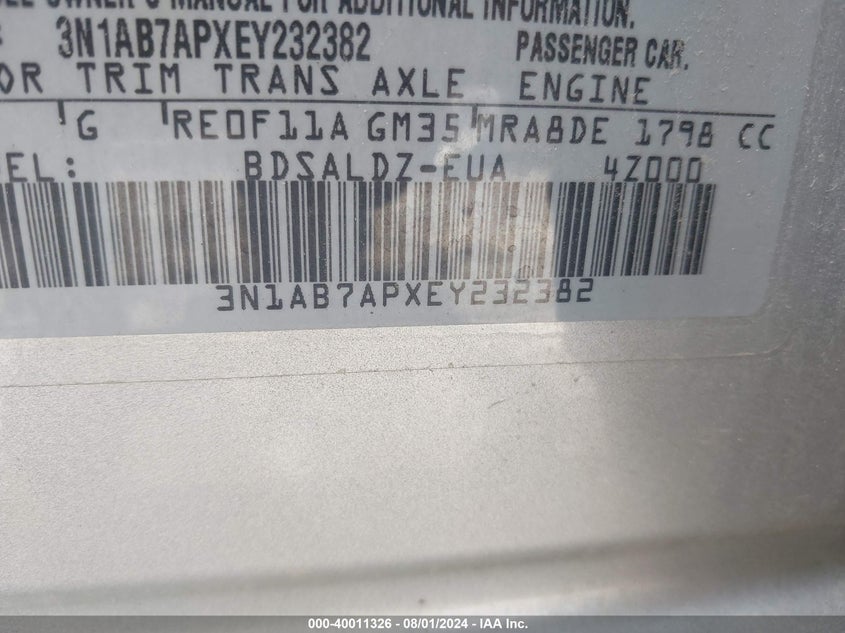 OWNER'S MANUAL FOR ADDITIONAL INFORMATION.
3N1AB7APXEY232382 PASSENGER CAR.
OR TRIM TRANS AXLE ENGINE
G RE0F11A GM35 MRA8DE 1798 CC
EL: BDSALDZ-EUA 4Z000
3N1AB7APXEY232382
000-40011326 - 08/01/2024 - IAA Inc.